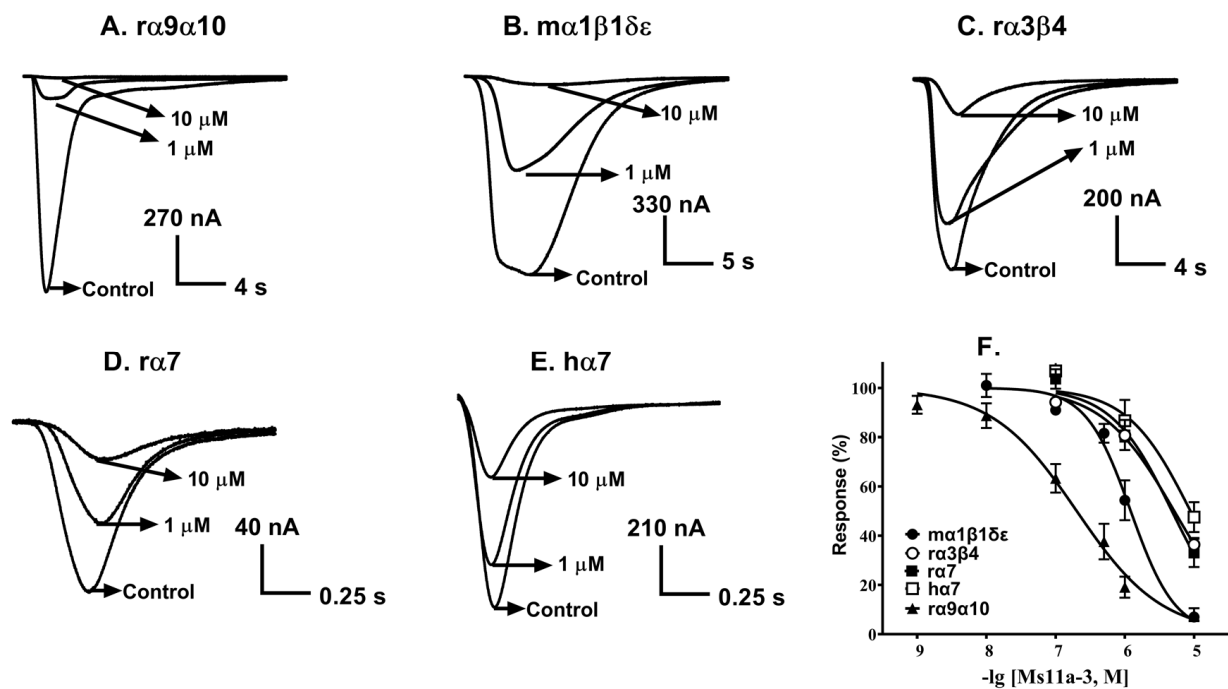 A. rα9α10
10 μM
1 μM
270 nA
4 s
Control
B. mα1β1δε
10 μM
1 μM
330 nA
5 s
Control
C. rα3β4
10 μM
1 μM
200 nA
4 s
Control
D. rα7
10 μM
1 μM
40 nA
0.25 s
Control
E. hα7
10 μM
1 μM
210 nA
0.25 s
Control
F.
Response (%)
100
80
60
40
20
0
mα1β1δε
rα3β4
rα7
hα7
rα9α10
9 8 7 6 5
-lg [Ms11a-3, M]